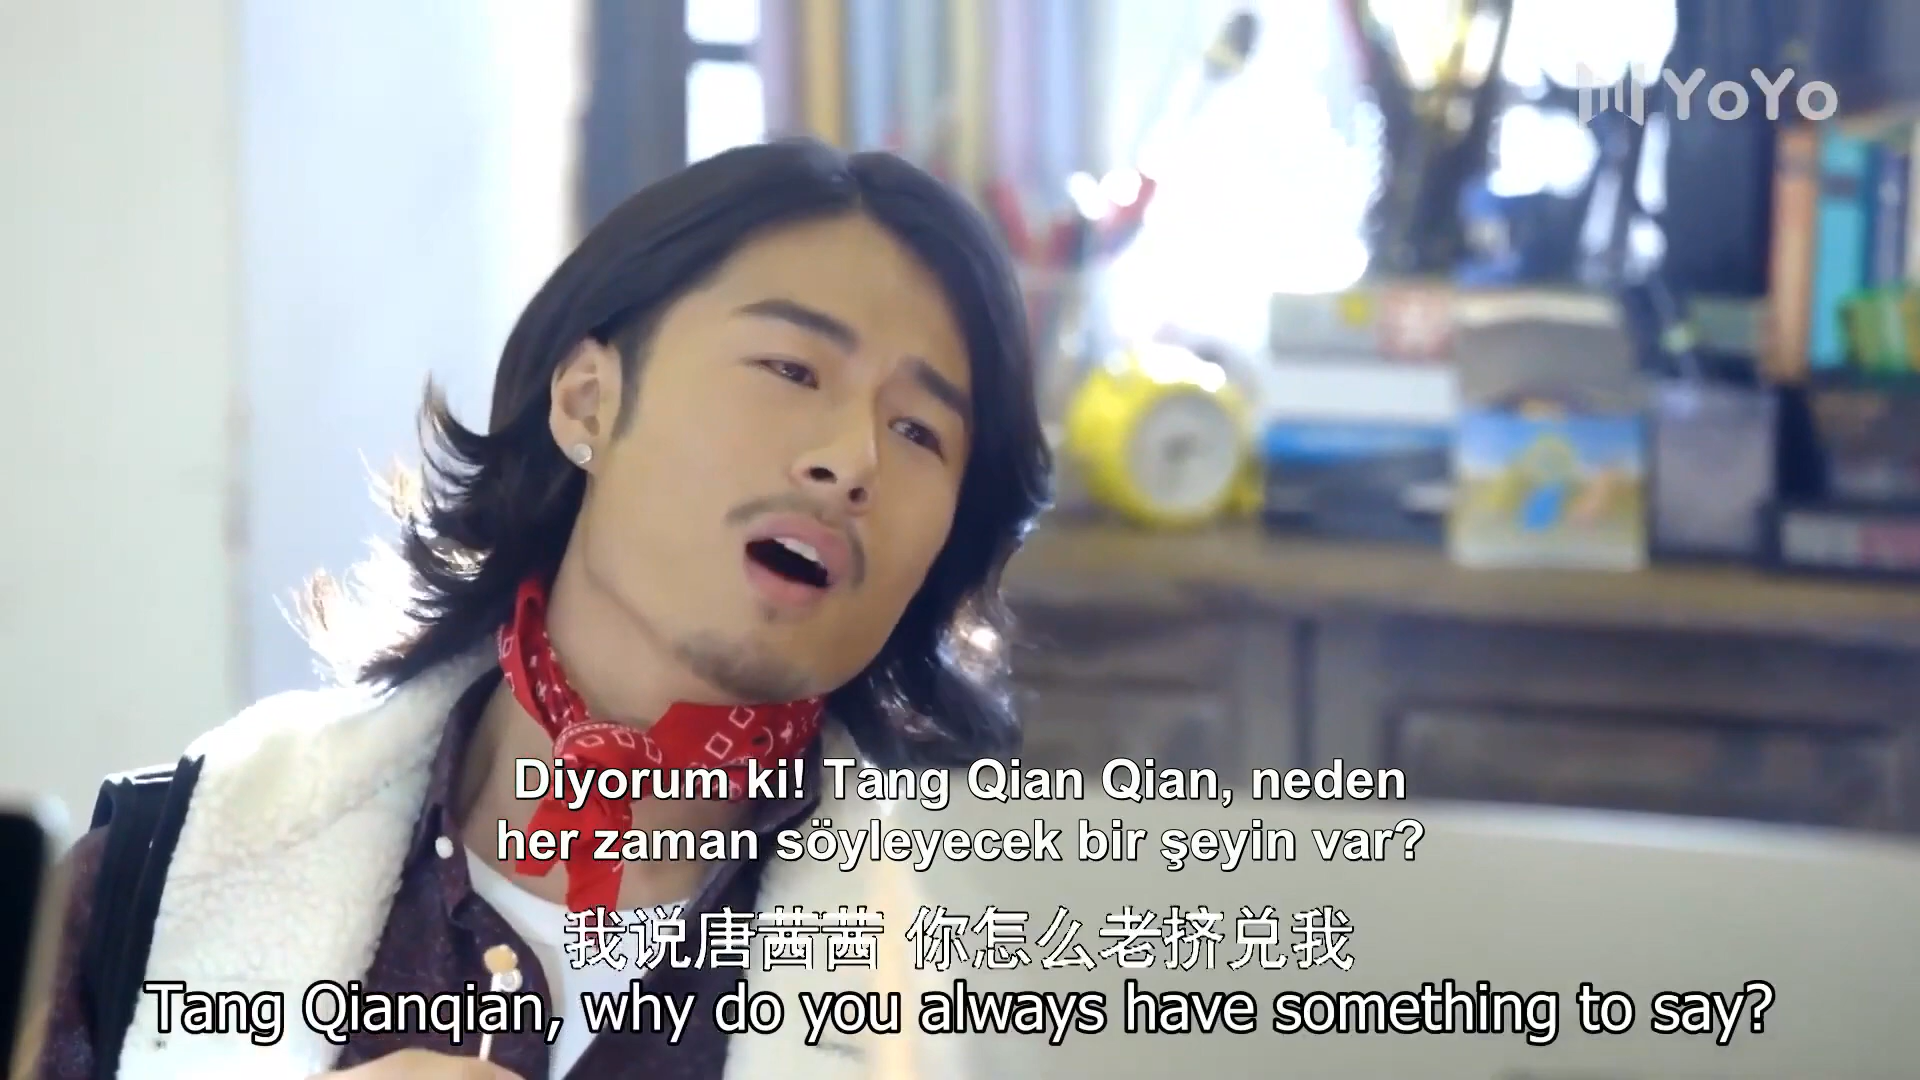 YoYo
Diyorum ki! Tang Qian Qian, neden
her zaman söyleyecek bir şeyin var?
我说唐茜茜 你怎么老挤兑我
Tang Qianqian, why do you always have something to say?